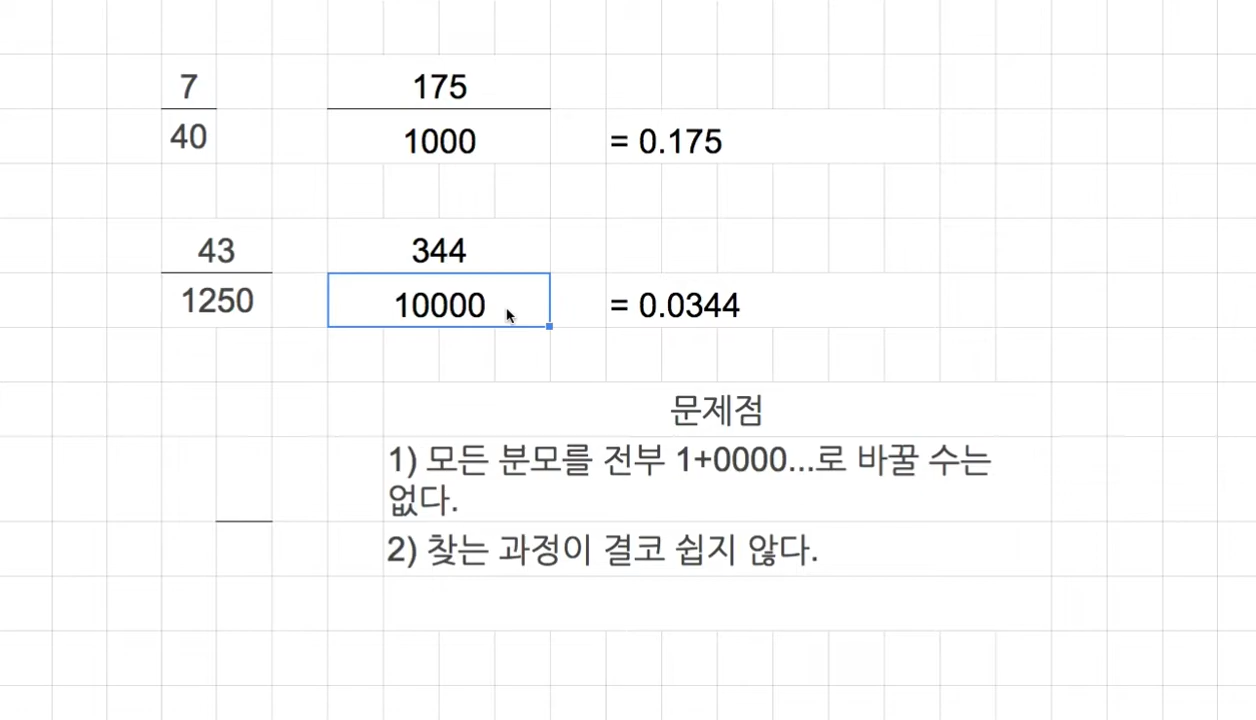 7
175
40
1000
= 0.175
43
344
1250
10000
= 0.0344
문제점
1) 모든 분모를 전부 1+0000...로 바꿀 수는
없다.
2) 찾는 과정이 결코 쉽지 않다.